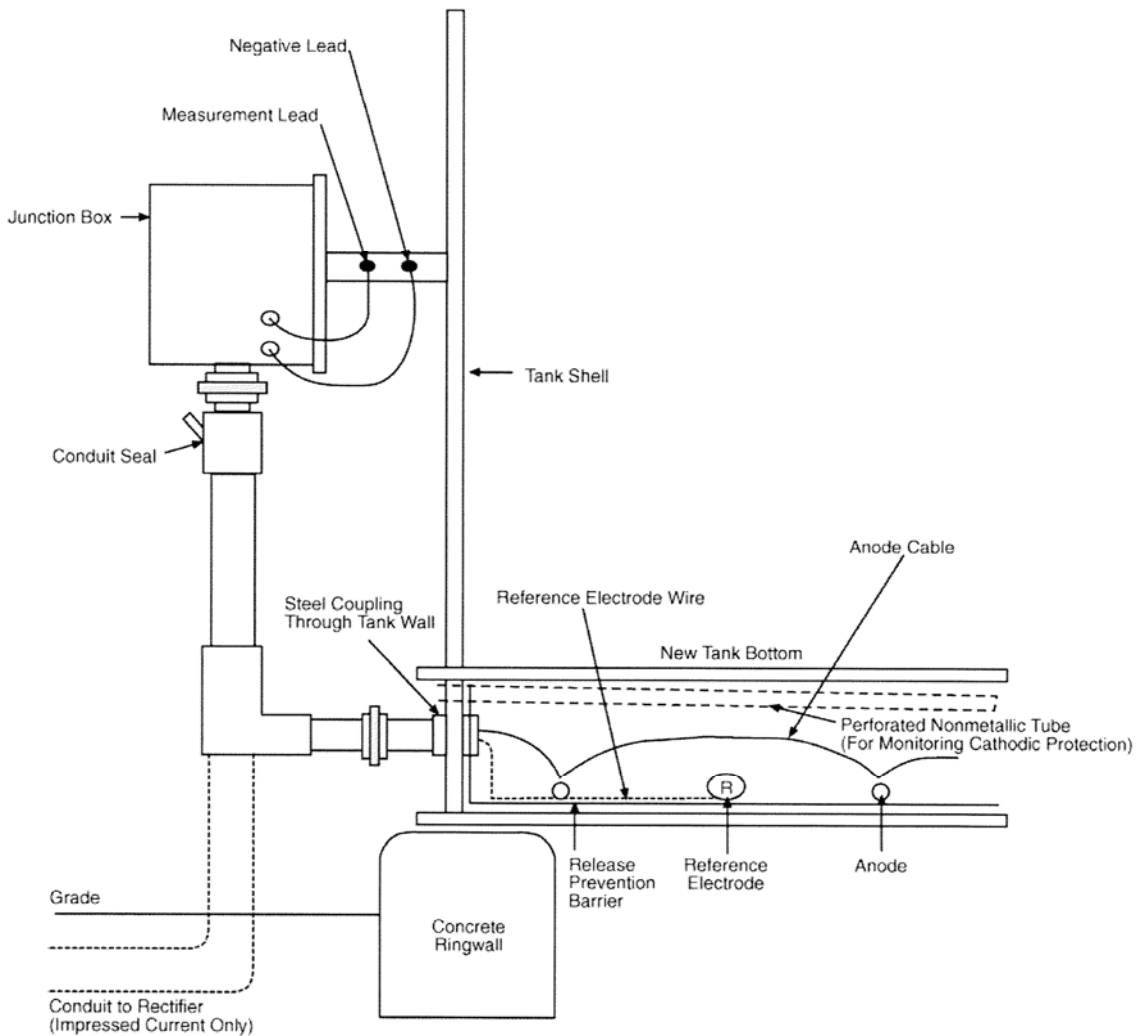 Negative Lead
Measurement Lead
Junction Box
Tank Shell
Conduit Seal
Anode Cable
Reference Electrode Wire
Steel Coupling
Through Tank Wall
New Tank Bottom
Perforated Nonmetallic Tube
(For Monitoring Cathodic Protection)
R
Release
Prevention
Barrier
Reference
Electrode
Anode
Grade
Concrete
Ringwall
Conduit to Rectifier
(Impressed Current Only)